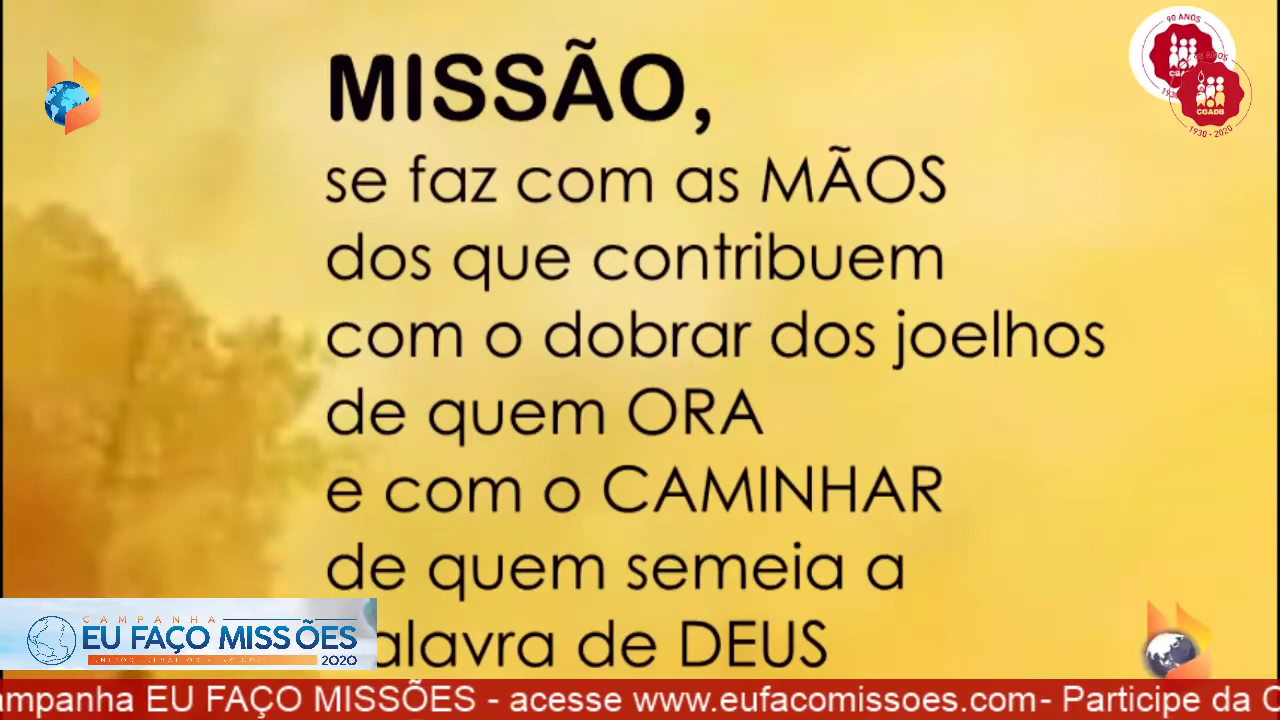 90 ANOS
CGADB
1930 • 2020
MISSÃO,
se faz com as MÃOS
dos que contribuem
com o dobrar dos joelhos
de quem ORA
e com o CAMINHAR
de quem semeia a
alavra de DEUS
CAMPANHA
EU FAÇO MISSÕES
2020
ampanha EU FAÇO MISSÕES - acesse www.eufacomissoes.com- Participe da C